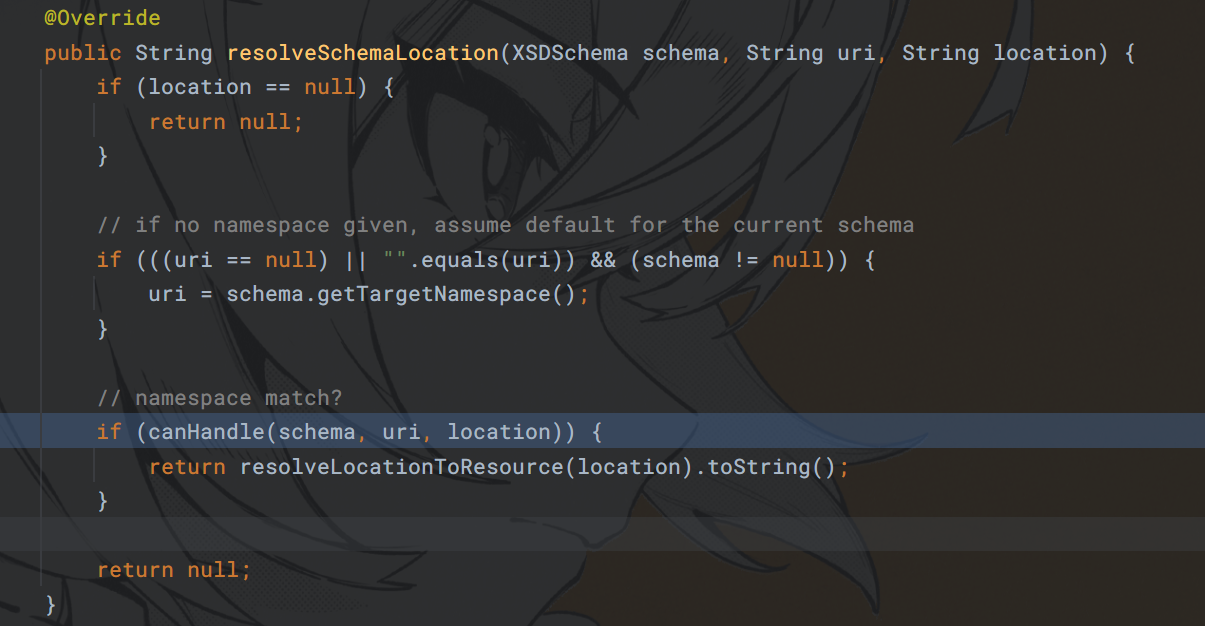 @Override
public String resolveSchemaLocation(XSDSchema schema, String uri, String location) {
    if (location == null) {
        return null;
    }

    // if no namespace given, assume default for the current schema
    if (((uri == null) || "".equals(uri)) && (schema != null)) {
        uri = schema.getTargetNamespace();
    }

    // namespace match?
    if (canHandle(schema, uri, location)) {
        return resolveLocationToResource(location).toString();
    }

    return null;
}